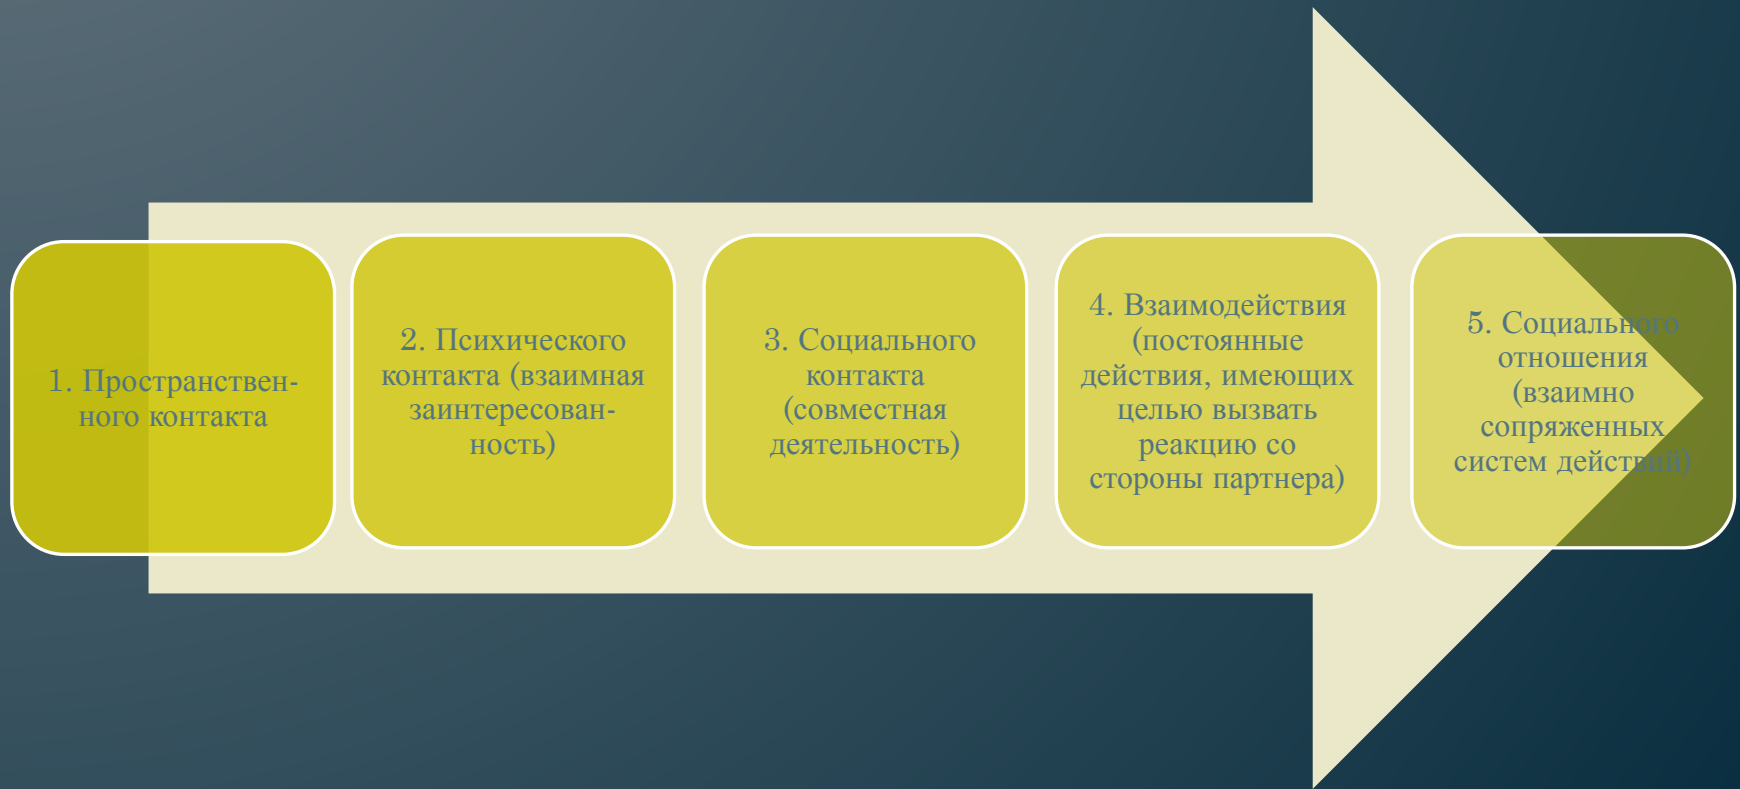 1. Пространствен-
ного контакта
2. Психического
контакта (взаимная
заинтересован-
ность)
3. Социального
контакта
(совместная
деятельность)
4. Взаимодействия
(постоянные
действия, имеющих
целью вызвать
реакцию со
стороны партнера)
5. Социального
отношения
(взаимно
сопряженных
систем действий)